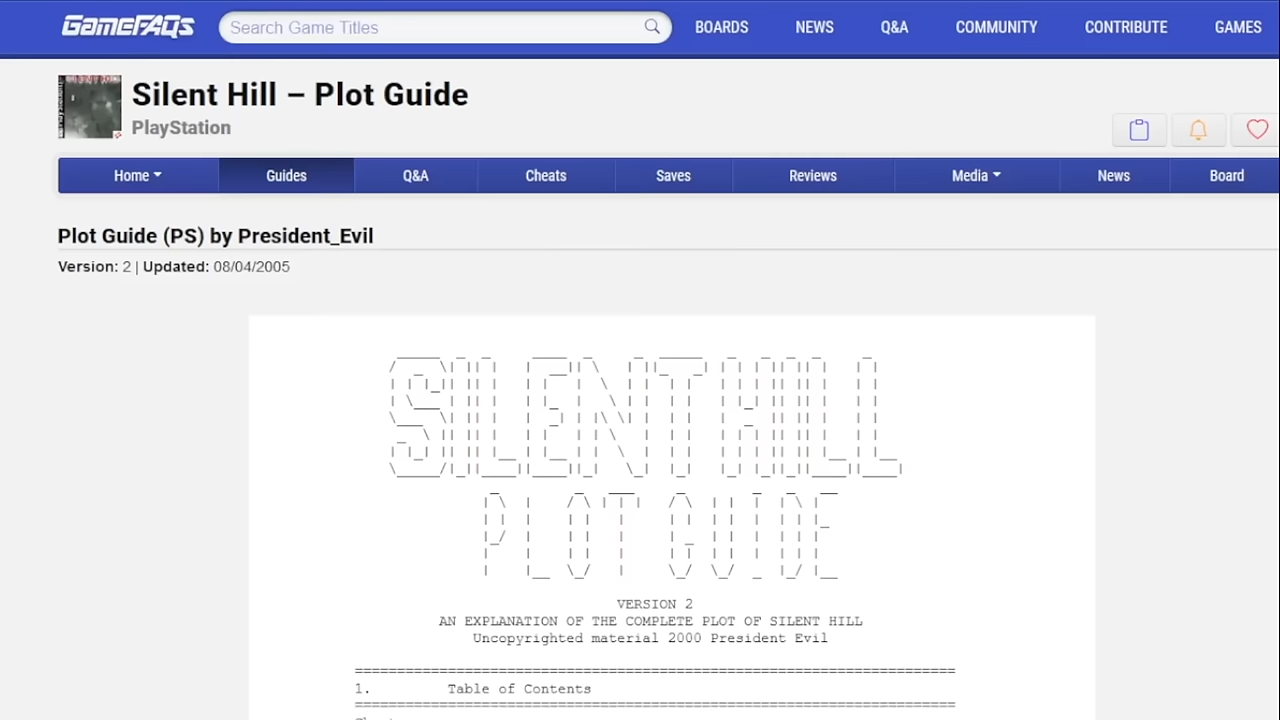 GameFAQs
Search Game Titles
BOARDS NEWS Q&A COMMUNITY CONTRIBUTE GAMES
Silent Hill – Plot Guide
PlayStation
Home Guides Q&A Cheats Saves Reviews Media News Board
Plot Guide (PS) by President_Evil
Version: 2 | Updated: 08/04/2005
SILENT HILL
PLOT GUIDE
VERSION 2
AN EXPLANATION OF THE COMPLETE PLOT OF SILENT HILL
Uncopyrighted material 2000 President Evil
1. Table of Contents